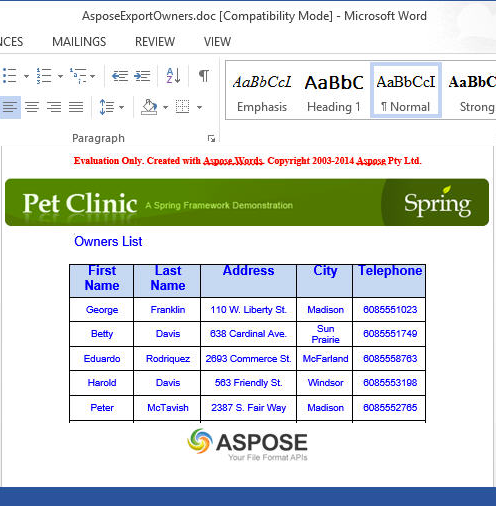 AsposeExportOwners.doc [Compatibility Mode] - Microsoft Word
NCES MAILINGS REVIEW VIEW
AaBbCcI AaBbC AaBbCcI AaBbC
Emphasis Heading 1 ¶ Normal Strong
Paragraph
Evaluation Only. Created with Aspose.Words. Copyright 2003-2014 Aspose Pty Ltd.
Pet Clinic A Spring Framework Demonstration Spring
Owners List
First Name Last Name Address City Telephone
George Franklin 110 W. Liberty St. Madison 6085551023
Betty Davis 638 Cardinal Ave. Sun Prairie 6085551749
Eduardo Rodriquez 2693 Commerce St. McFarland 6085558763
Harold Davis 563 Friendly St. Windsor 6085553198
Peter McTavish 2387 S. Fair Way Madison 6085552765
ASPOSE
Your File Format APIs